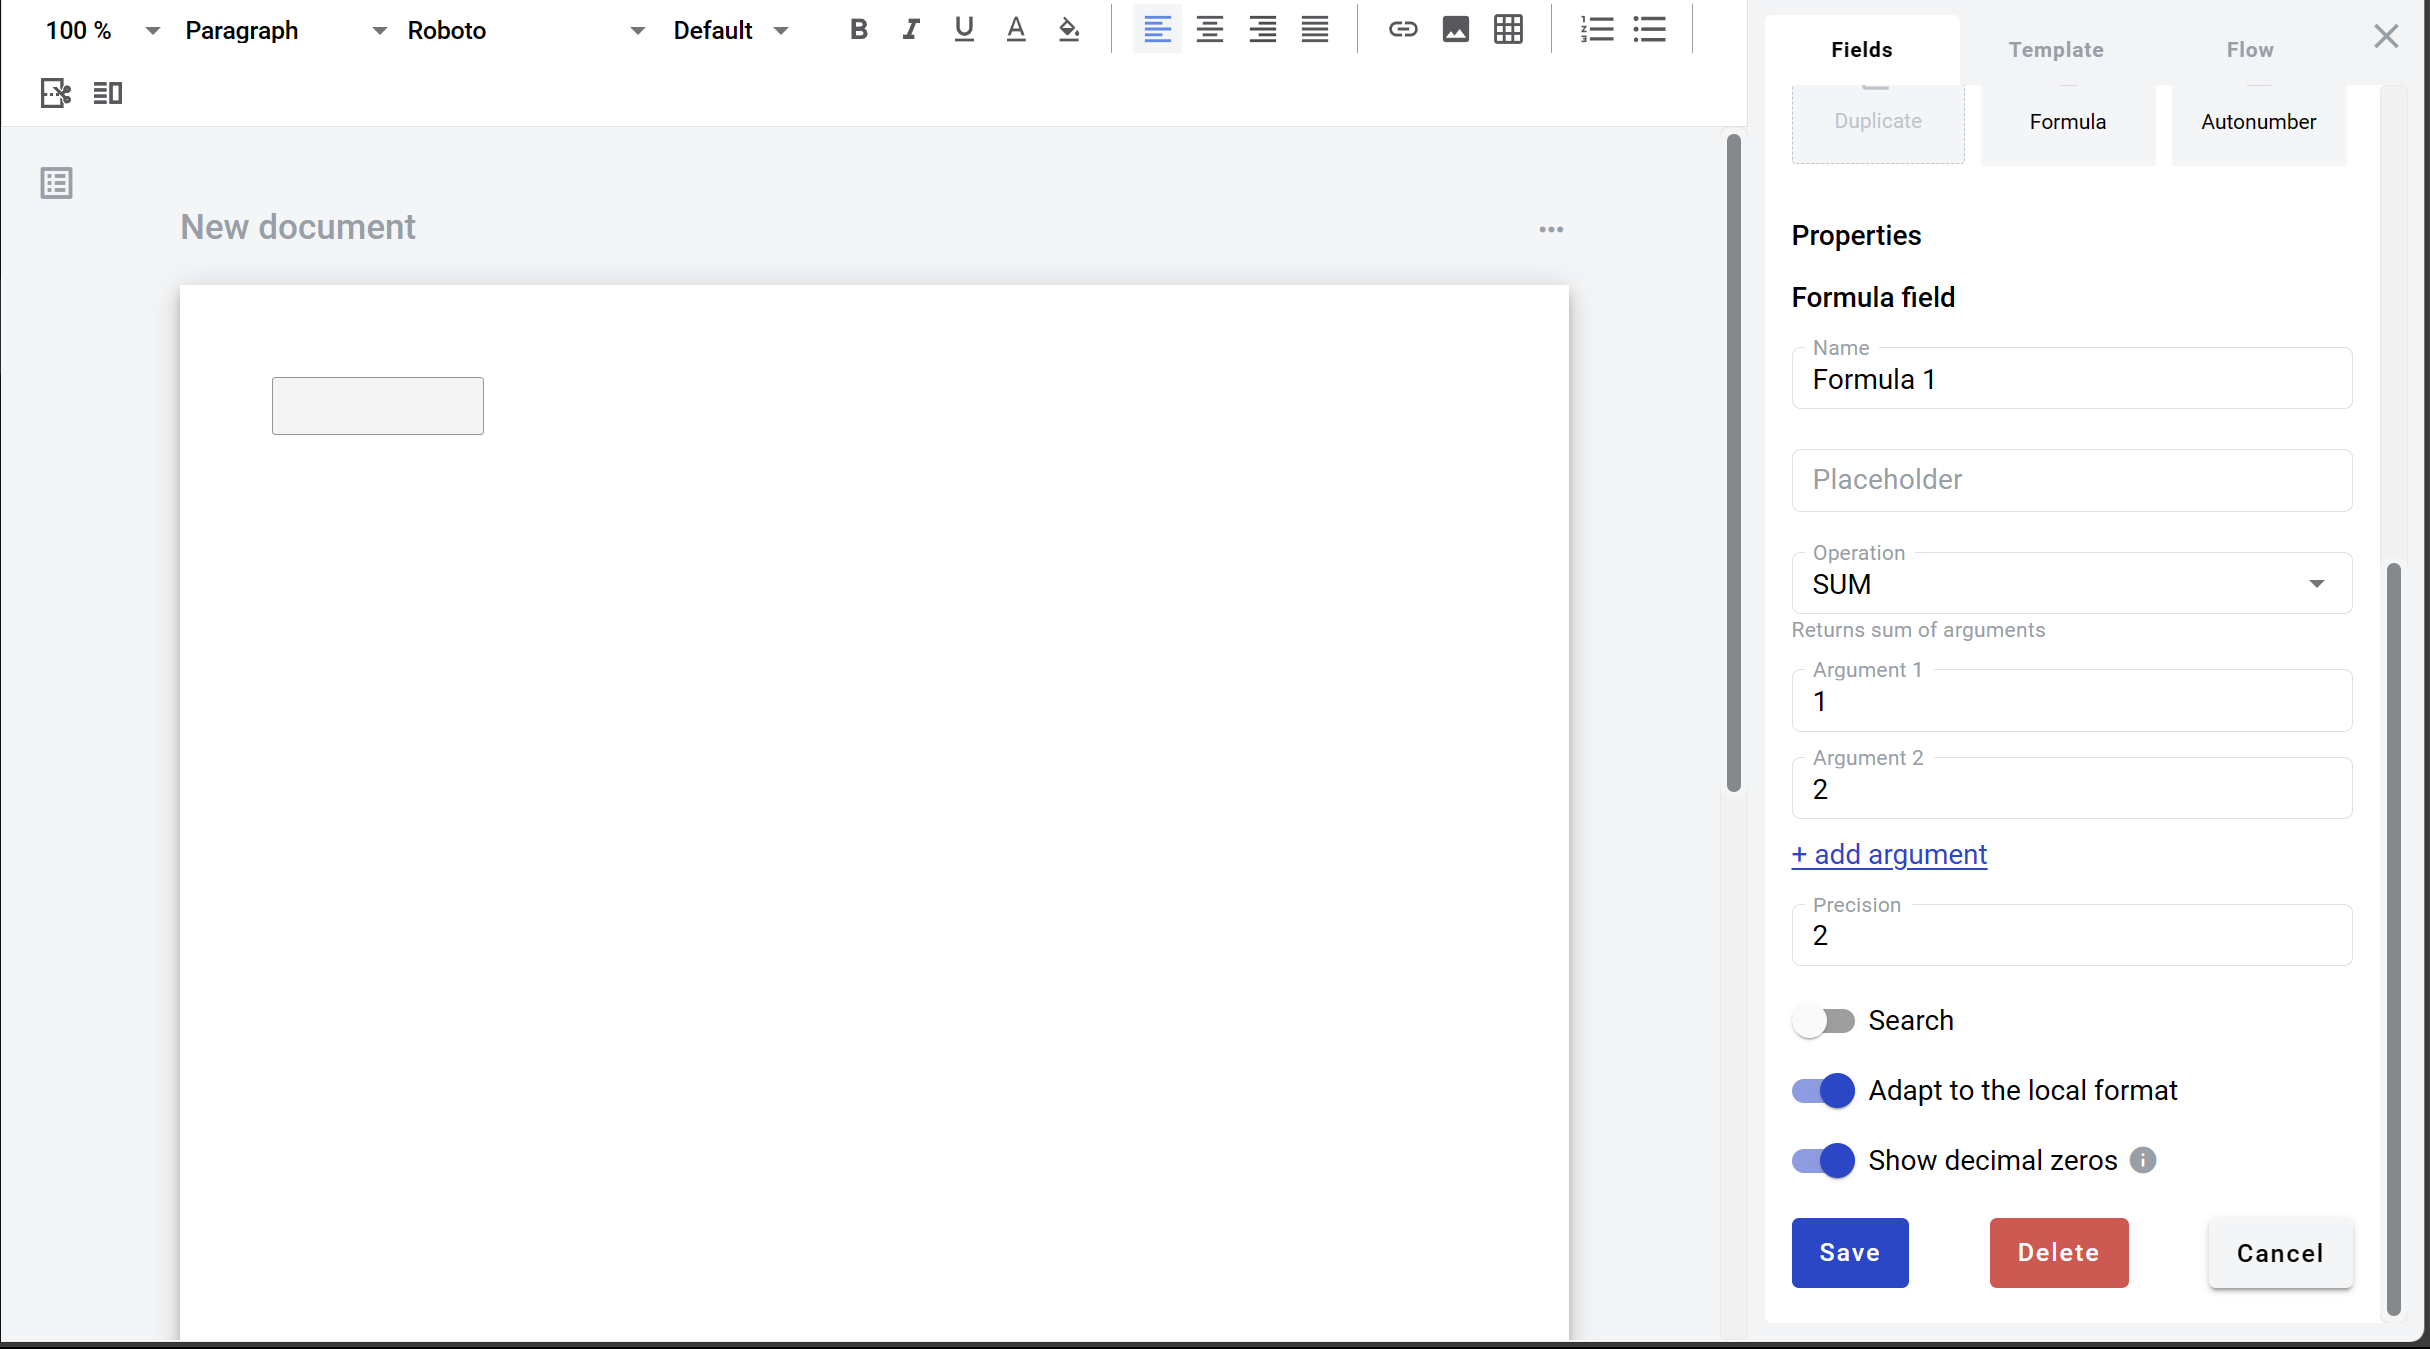 100 % Paragraph Roboto Default B I U A
Fields Template Flow
Duplicate Formula Autonumber
New document
Properties
Formula field
Name
Formula 1
Placeholder
Operation
SUM
Returns sum of arguments
Argument 1
1
Argument 2
2
+ add argument
Precision
2
Search
Adapt to the local format
Show decimal zeros
Save Delete Cancel